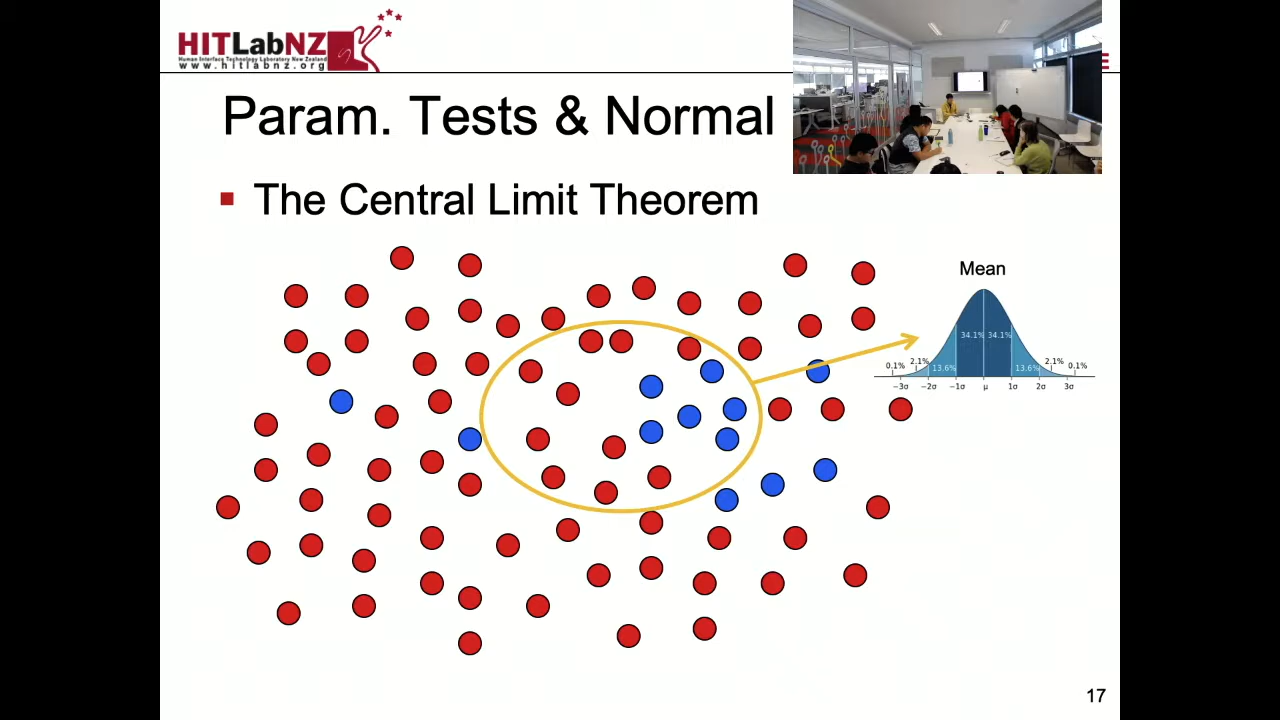 HITLabNZ
Human Interface Technology Laboratory New Zealand
www.hitlabnz.org
E
Param. Tests & Normal
The Central Limit Theorem
Mean
34.1% 34.1%
0.1% 2.1% 13.6% 13.6% 2.1% 0.1%
−3σ −2σ −1σ μ 1σ 2σ 3σ
17